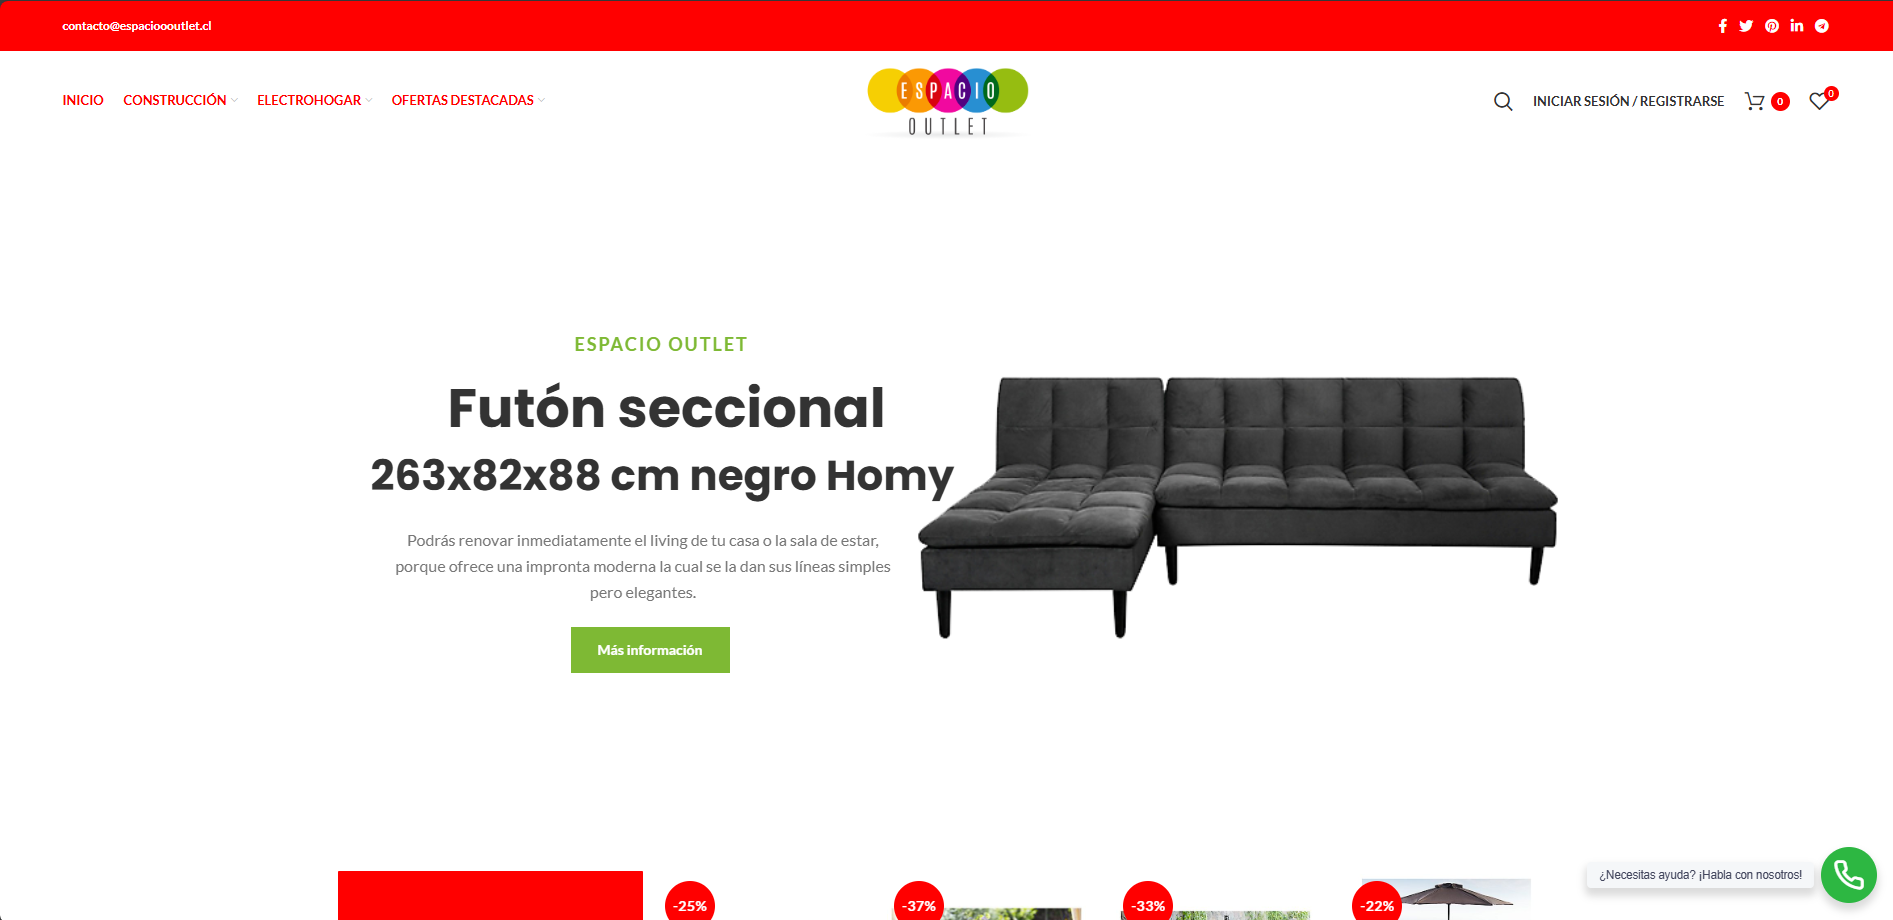 contacto@espacioooutlet.cl
INICIO CONSTRUCCIÓN ELECTROHOGAR OFERTAS DESTACADAS
ESPACIO
OUTLET
INICIAR SESIÓN / REGISTRARSE 0 0
ESPACIO OUTLET
Futón seccional
263x82x88 cm negro Homy
Podrás renovar inmediatamente el living de tu casa o la sala de estar,
porque ofrece una impronta moderna la cual se la dan sus líneas simples
pero elegantes.
Más información
¿Necesitas ayuda? ¡Habla con nosotros!
-25% -37% -33% -22%